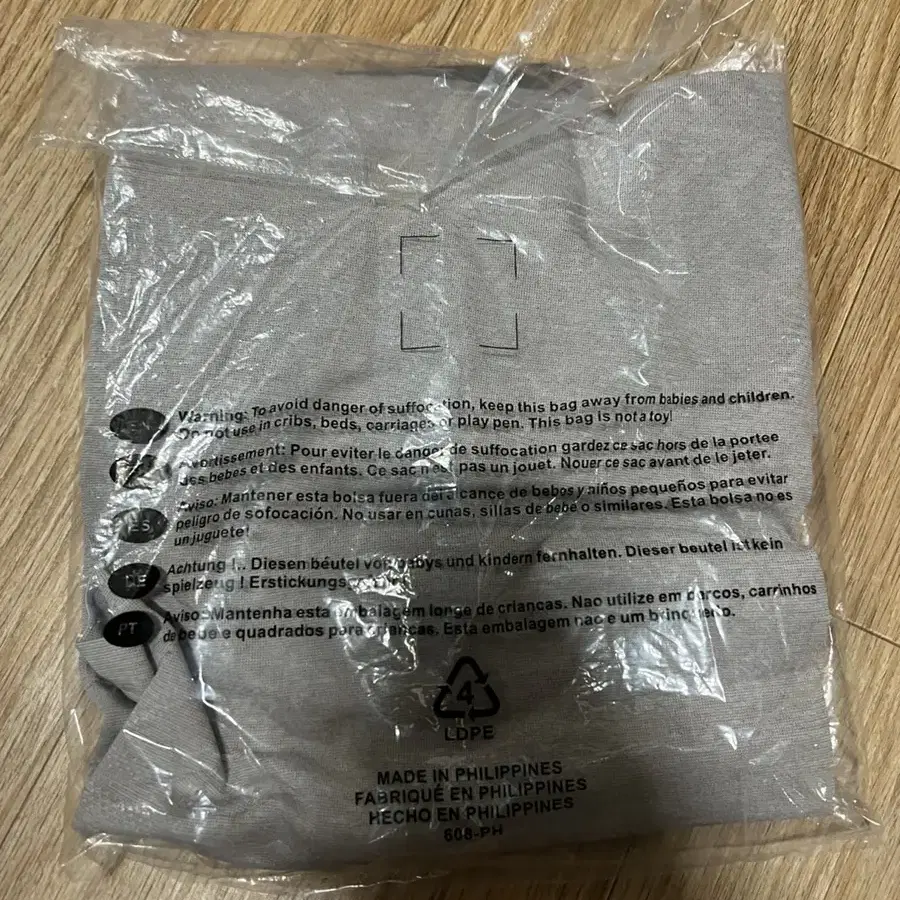 EN
Warning: To avoid danger of suffocation, keep this bag away from babies and children.
Do not use in cribs, beds, carriages or play pen. This bag is not a toy!
Avertissement: Pour eviter le danger de suffocation gardez ce sac hors de la portee
des bebes et des enfants. Ce sac n'est pas un jouet. Nouer ce sac avant de le jeter.
ES
Aviso: Mantener esta bolsa fuera del alcance de bebos y niños pequeños para evitar
peligro de sofocación. No usar en cunas, sillas de bebe o similares. Esta bolsa no es
un juguete!
DE
Achtung !.. Diesen béutel von babys und kindern fernhalten. Dieser beutel ist kein
spielzeug ! Erstickungs
PT
Aviso: Mantenha esta embalagem longe de criancas. Nao utilize em carrinhos
de bebe e quadrados para criancas. Esta embalagem nao e um brinquedo.
4
LDPE
MADE IN PHILIPPINES
FABRIQUÉ EN PHILIPPINES
HECHO EN PHILIPPINES
608-PH